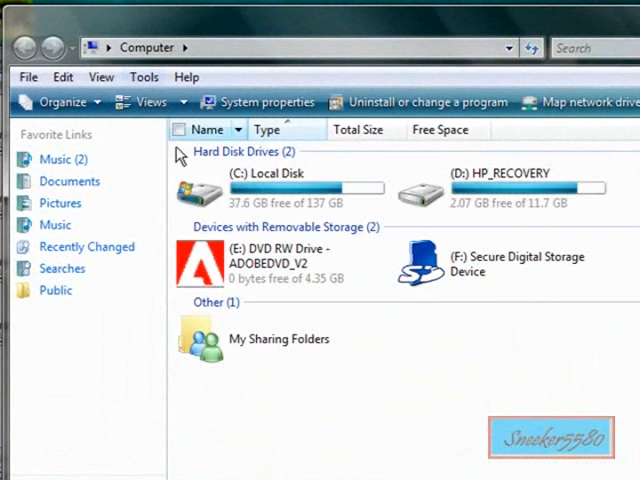 Computer
Search
File Edit View Tools Help
Organize Views System properties Uninstall or change a program Map network drive
Favorite Links
Name Type Total Size Free Space
Music (2)
Documents
Pictures
Music
Recently Changed
Searches
Public
Hard Disk Drives (2)
(C:) Local Disk
37.6 GB free of 137 GB
(D:) HP_RECOVERY
2.07 GB free of 11.7 GB
Devices with Removable Storage (2)
(E:) DVD RW Drive -
ADOBEDVD_V2
0 bytes free of 4.35 GB
(F:) Secure Digital Storage
Device
Other (1)
My Sharing Folders
Sneeker5580